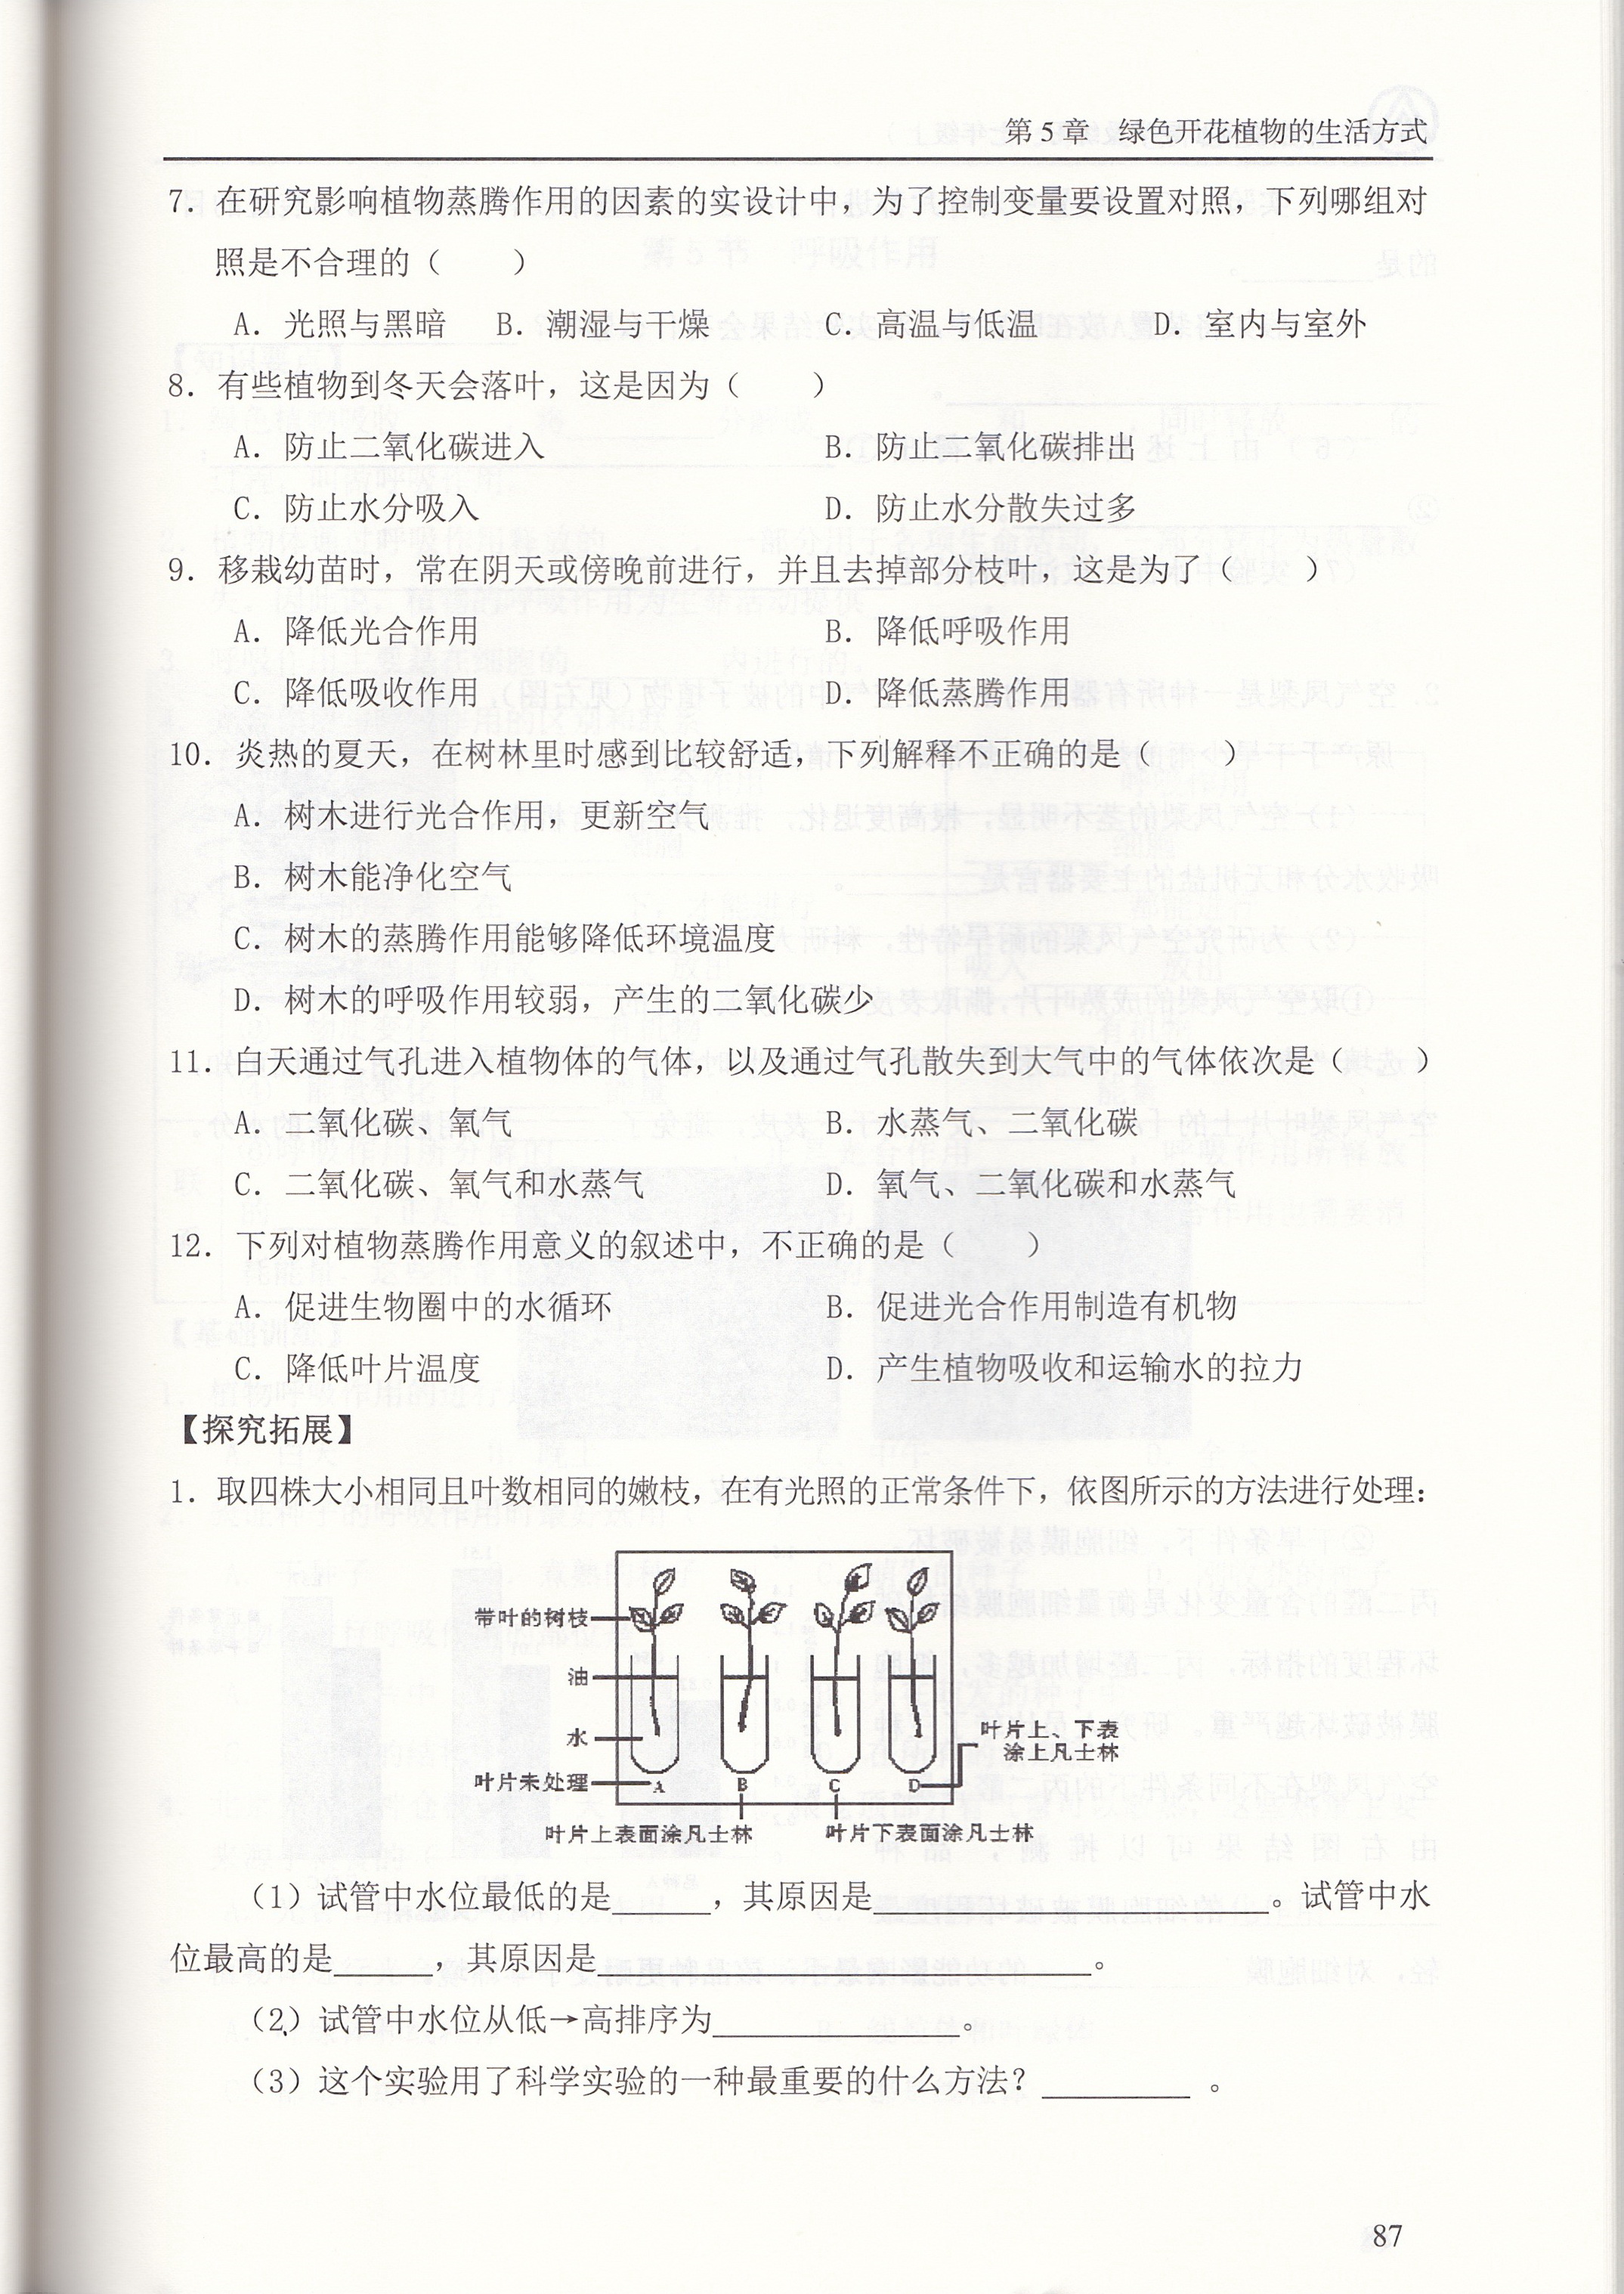 第5章 绿色开花植物的生活方式
7. 在研究影响植物蒸腾作用的因素的实设计中，为了控制变量要设置对照，下列哪组对
照是不合理的（  ）
A. 光照与黑暗 B. 潮湿与干燥 C. 高温与低温 D. 室内与室外
8. 有些植物到冬天会落叶，这是因为（  ）
A. 防止二氧化碳进入 B. 防止二氧化碳排出
C. 防止水分吸入 D. 防止水分散失过多
9. 移栽幼苗时，常在阴天或傍晚前进行，并且去掉部分枝叶，这是为了（  ）
A. 降低光合作用 B. 降低呼吸作用
C. 降低吸收作用 D. 降低蒸腾作用
10. 炎热的夏天，在树林里时感到比较舒适，下列解释不正确的是（  ）
A. 树木进行光合作用，更新空气
B. 树木能净化空气
C. 树木的蒸腾作用能够降低环境温度
D. 树木的呼吸作用较弱，产生的二氧化碳少
11. 白天通过气孔进入植物体的气体，以及通过气孔散失到大气中的气体依次是（  ）
A. 二氧化碳、氧气 B. 水蒸气、二氧化碳
C. 二氧化碳、氧气和水蒸气 D. 氧气、二氧化碳和水蒸气
12. 下列对植物蒸腾作用意义的叙述中，不正确的是（  ）
A. 促进生物圈中的水循环 B. 促进光合作用制造有机物
C. 降低叶片温度 D. 产生植物吸收和运输水的拉力
【探究拓展】
1. 取四株大小相同且叶数相同的嫩枝，在有光照的正常条件下，依图所示的方法进行处理：
带叶的树枝
油
水
叶片上、下表
涂上凡士林
叶片未处理 A B C D
叶片上表面涂凡士林 叶片下表面涂凡士林
（1）试管中水位最低的是______，其原因是________________________。试管中水
位最高的是______，其原因是______________________________。
（2）试管中水位从低→高排序为_______________。
（3）这个实验用了科学实验的一种最重要的什么方法？_________ 。
87